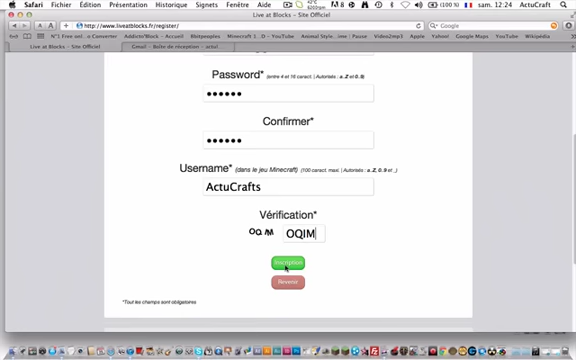 Safari Fichier Édition Présentation Historique Signets Fenêtre Aide sam. 12:24 ActuCraft
Live at Blocks - Site Officiel
http://www.liveatblocks.fr/register/
Google
Live at Blocks - Site Officiel Gmail - Boîte de réception - actu...
Password* (entre 4 et 16 caract. | Autorisés : a..Z et 0..9)
••••••
Confirmer*
••••••
Username* (dans le jeu Minecraft) (100 caract. maxi. | Autorisés : a..Z, 0..9 et _)
ActuCrafts
Vérification*
OQIM OQIM
Inscription
Revenir
*Tout les champs sont obligatoires